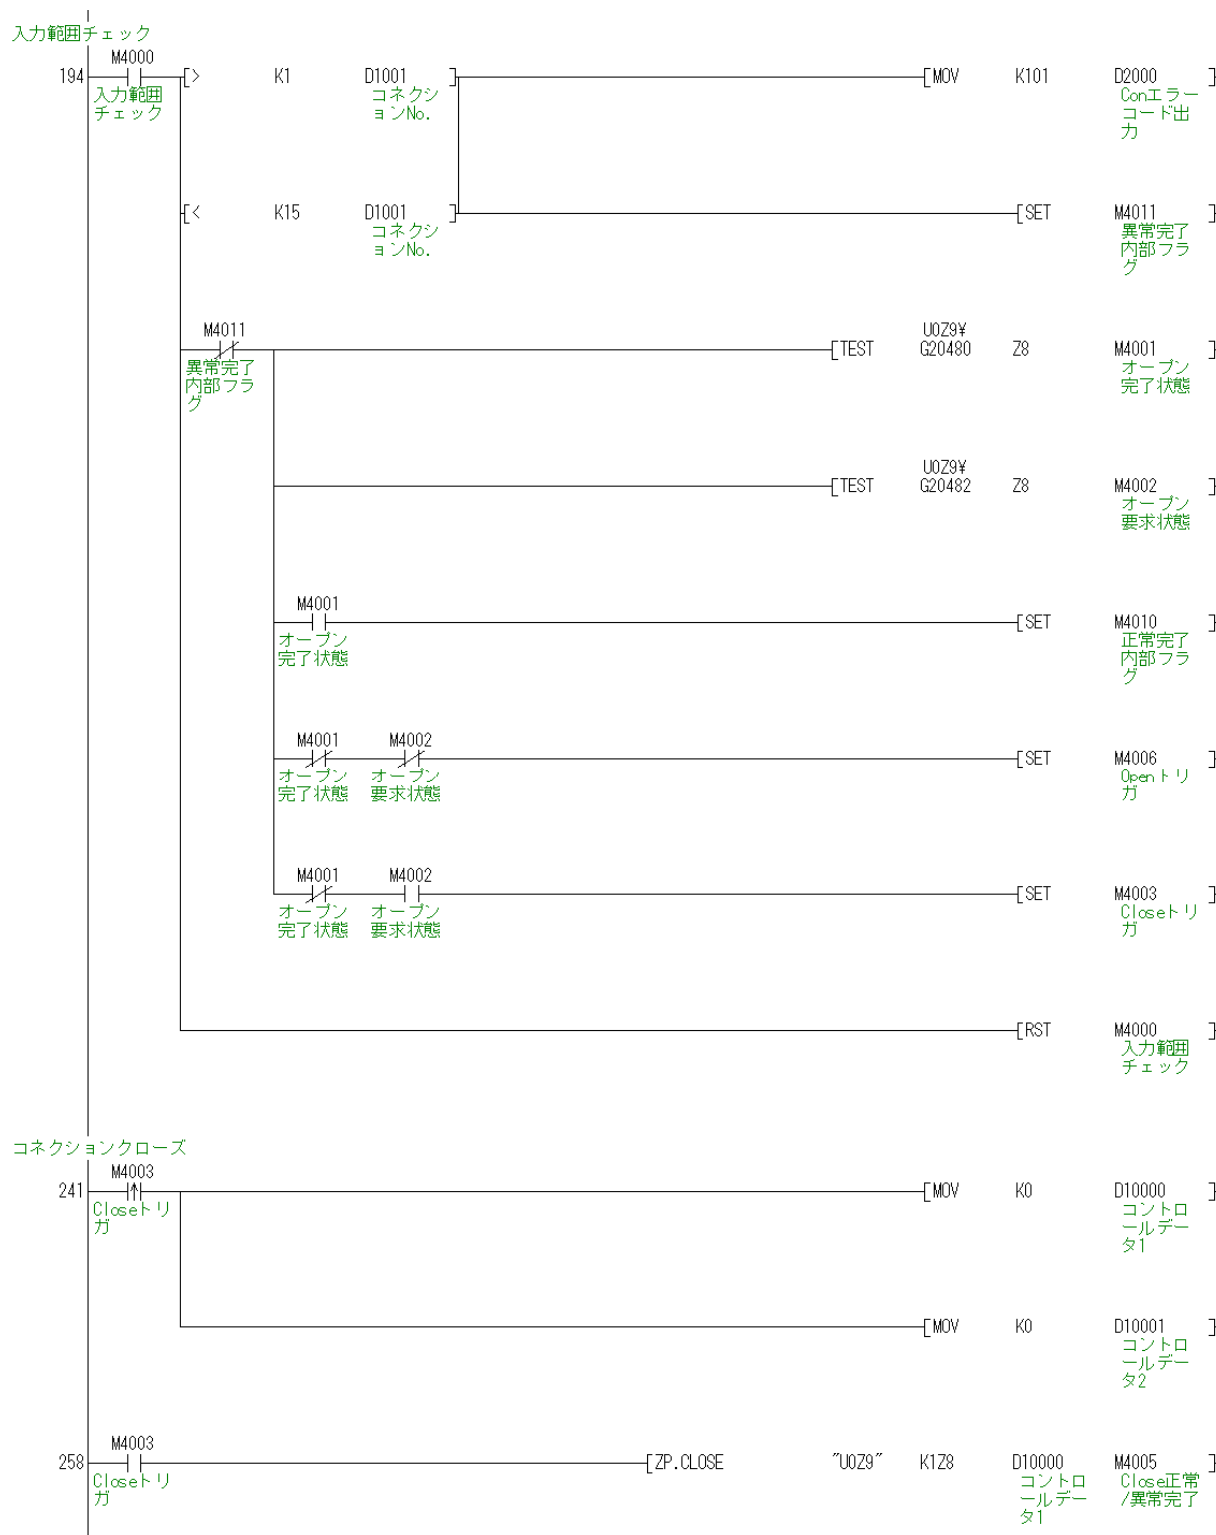 入力範囲チェック
M4000
194 [> K1 D1001 ] [MOV K101 D2000 ]
入力範囲 コネクシ Conエラー
チェック ョンNo. コード出
力
[< K15 D1001 ] [SET M4011 ]
コネクシ 異常完了
ョンNo. 内部フラ
グ
M4011 U0Z9¥
[TEST G20480 Z8 M4001 ]
異常完了 オープン
内部フラ 完了状態
グ
U0Z9¥
[TEST G20482 Z8 M4002 ]
オープン
要求状態
M4001
[SET M4010 ]
オープン 正常完了
完了状態 内部フラ
グ
M4001 M4002
[SET M4006 ]
オープン オープン Openトリ
完了状態 要求状態 ガ
M4001 M4002
[SET M4003 ]
オープン オープン Closeトリ
完了状態 要求状態 ガ
[RST M4000 ]
入力範囲
チェック
コネクションクローズ
M4003
241 [MOV K0 D10000 ]
Closeトリ コントロ
ガ ールデー
タ1
[MOV K0 D10001 ]
コントロ
ールデー
タ2
M4003
258 [ZP.CLOSE "U0Z9" K1Z8 D10000 M4005 ]
Closeトリ コントロ Close正常
ガ ールデー /異常完了
タ1